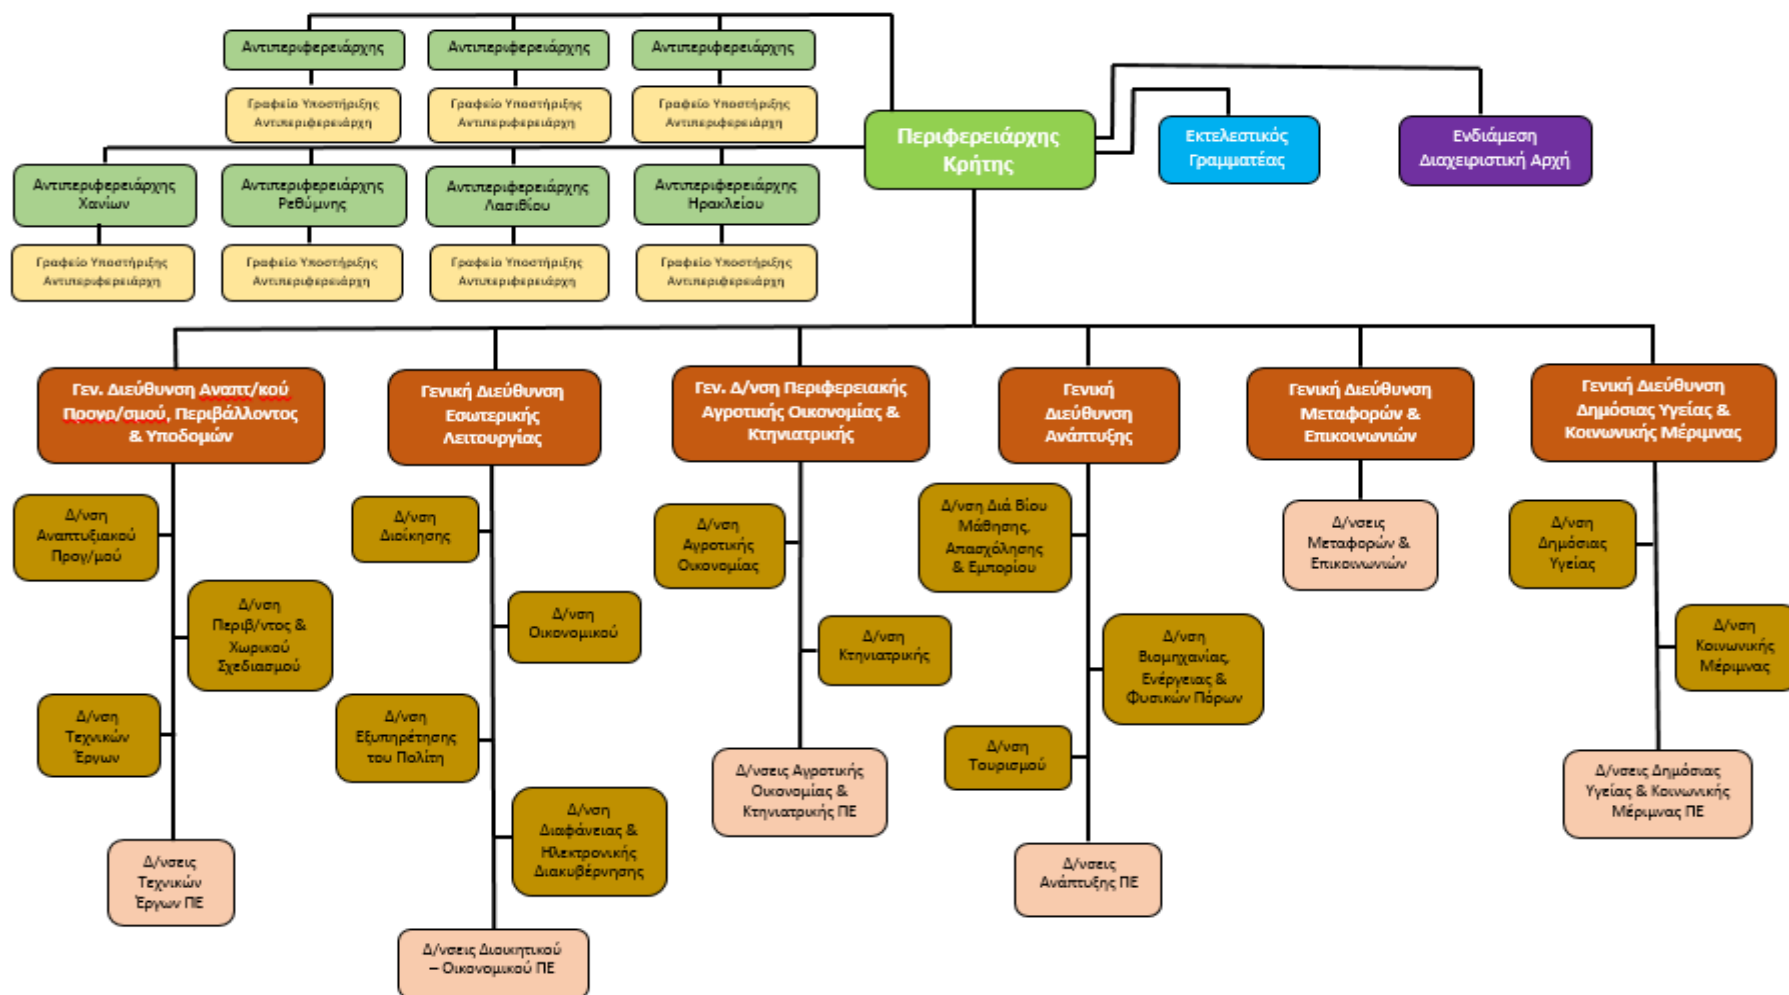 Αντιπεριφερειάρχης
Αντιπεριφερειάρχης
Αντιπεριφερειάρχης
Γραφείο Υποστήριξης
Αντιπεριφερειάρχη
Γραφείο Υποστήριξης
Αντιπεριφερειάρχη
Γραφείο Υποστήριξης
Αντιπεριφερειάρχη
Περιφερειάρχης
Κρήτης
Εκτελεστικός
Γραμματέας
Ενδιάμεση
Διαχειριστική Αρχή
Αντιπεριφερειάρχης
Χανίων
Αντιπεριφερειάρχης
Ρεθύμνης
Αντιπεριφερειάρχης
Λασιθίου
Αντιπεριφερειάρχης
Ηρακλείου
Γραφείο Υποστήριξης
Αντιπεριφερειάρχη
Γραφείο Υποστήριξης
Αντιπεριφερειάρχη
Γραφείο Υποστήριξης
Αντιπεριφερειάρχη
Γραφείο Υποστήριξης
Αντιπεριφερειάρχη
Γεν. Διεύθυνση Αναπτ/κού
Προγρ/σμού, Περιβάλλοντος
& Υποδομών
Γενική Διεύθυνση
Εσωτερικής
Λειτουργίας
Γεν. Δ/νση Περιφερειακής
Αγροτικής Οικονομίας &
Κτηνιατρικής
Γενική
Διεύθυνση
Ανάπτυξης
Γενική Διεύθυνση
Μεταφορών &
Επικοινωνιών
Γενική Διεύθυνση
Δημόσιας Υγείας &
Κοινωνικής Μέριμνας
Δ/νση
Αναπτυξιακού
Προγ/μού
Δ/νση
Περιβ/ντος &
Χωρικού
Σχεδιασμού
Δ/νση
Τεχνικών
Έργων
Δ/νσεις
Τεχνικών
Έργων ΠΕ
Δ/νση
Διοίκησης
Δ/νση
Οικονομικού
Δ/νση
Εξυπηρέτησης
του Πολίτη
Δ/νση
Διαφάνειας &
Ηλεκτρονικής
Διακυβέρνησης
Δ/νσεις Διοικητικού
– Οικονομικού ΠΕ
Δ/νση
Αγροτικής
Οικονομίας
Δ/νση
Κτηνιατρικής
Δ/νσεις Αγροτικής
Οικονομίας &
Κτηνιατρικής ΠΕ
Δ/νση Διά Βίου
Μάθησης,
Απασχόλησης
& Εμπορίου
Δ/νση
Βιομηχανίας,
Ενέργειας &
Φυσικών Πόρων
Δ/νση
Τουρισμού
Δ/νσεις
Ανάπτυξης ΠΕ
Δ/νσεις
Μεταφορών &
Επικοινωνιών
Δ/νση
Δημόσιας
Υγείας
Δ/νση
Κοινωνικής
Μέριμνας
Δ/νσεις Δημόσιας
Υγείας & Κοινωνικής
Μέριμνας ΠΕ